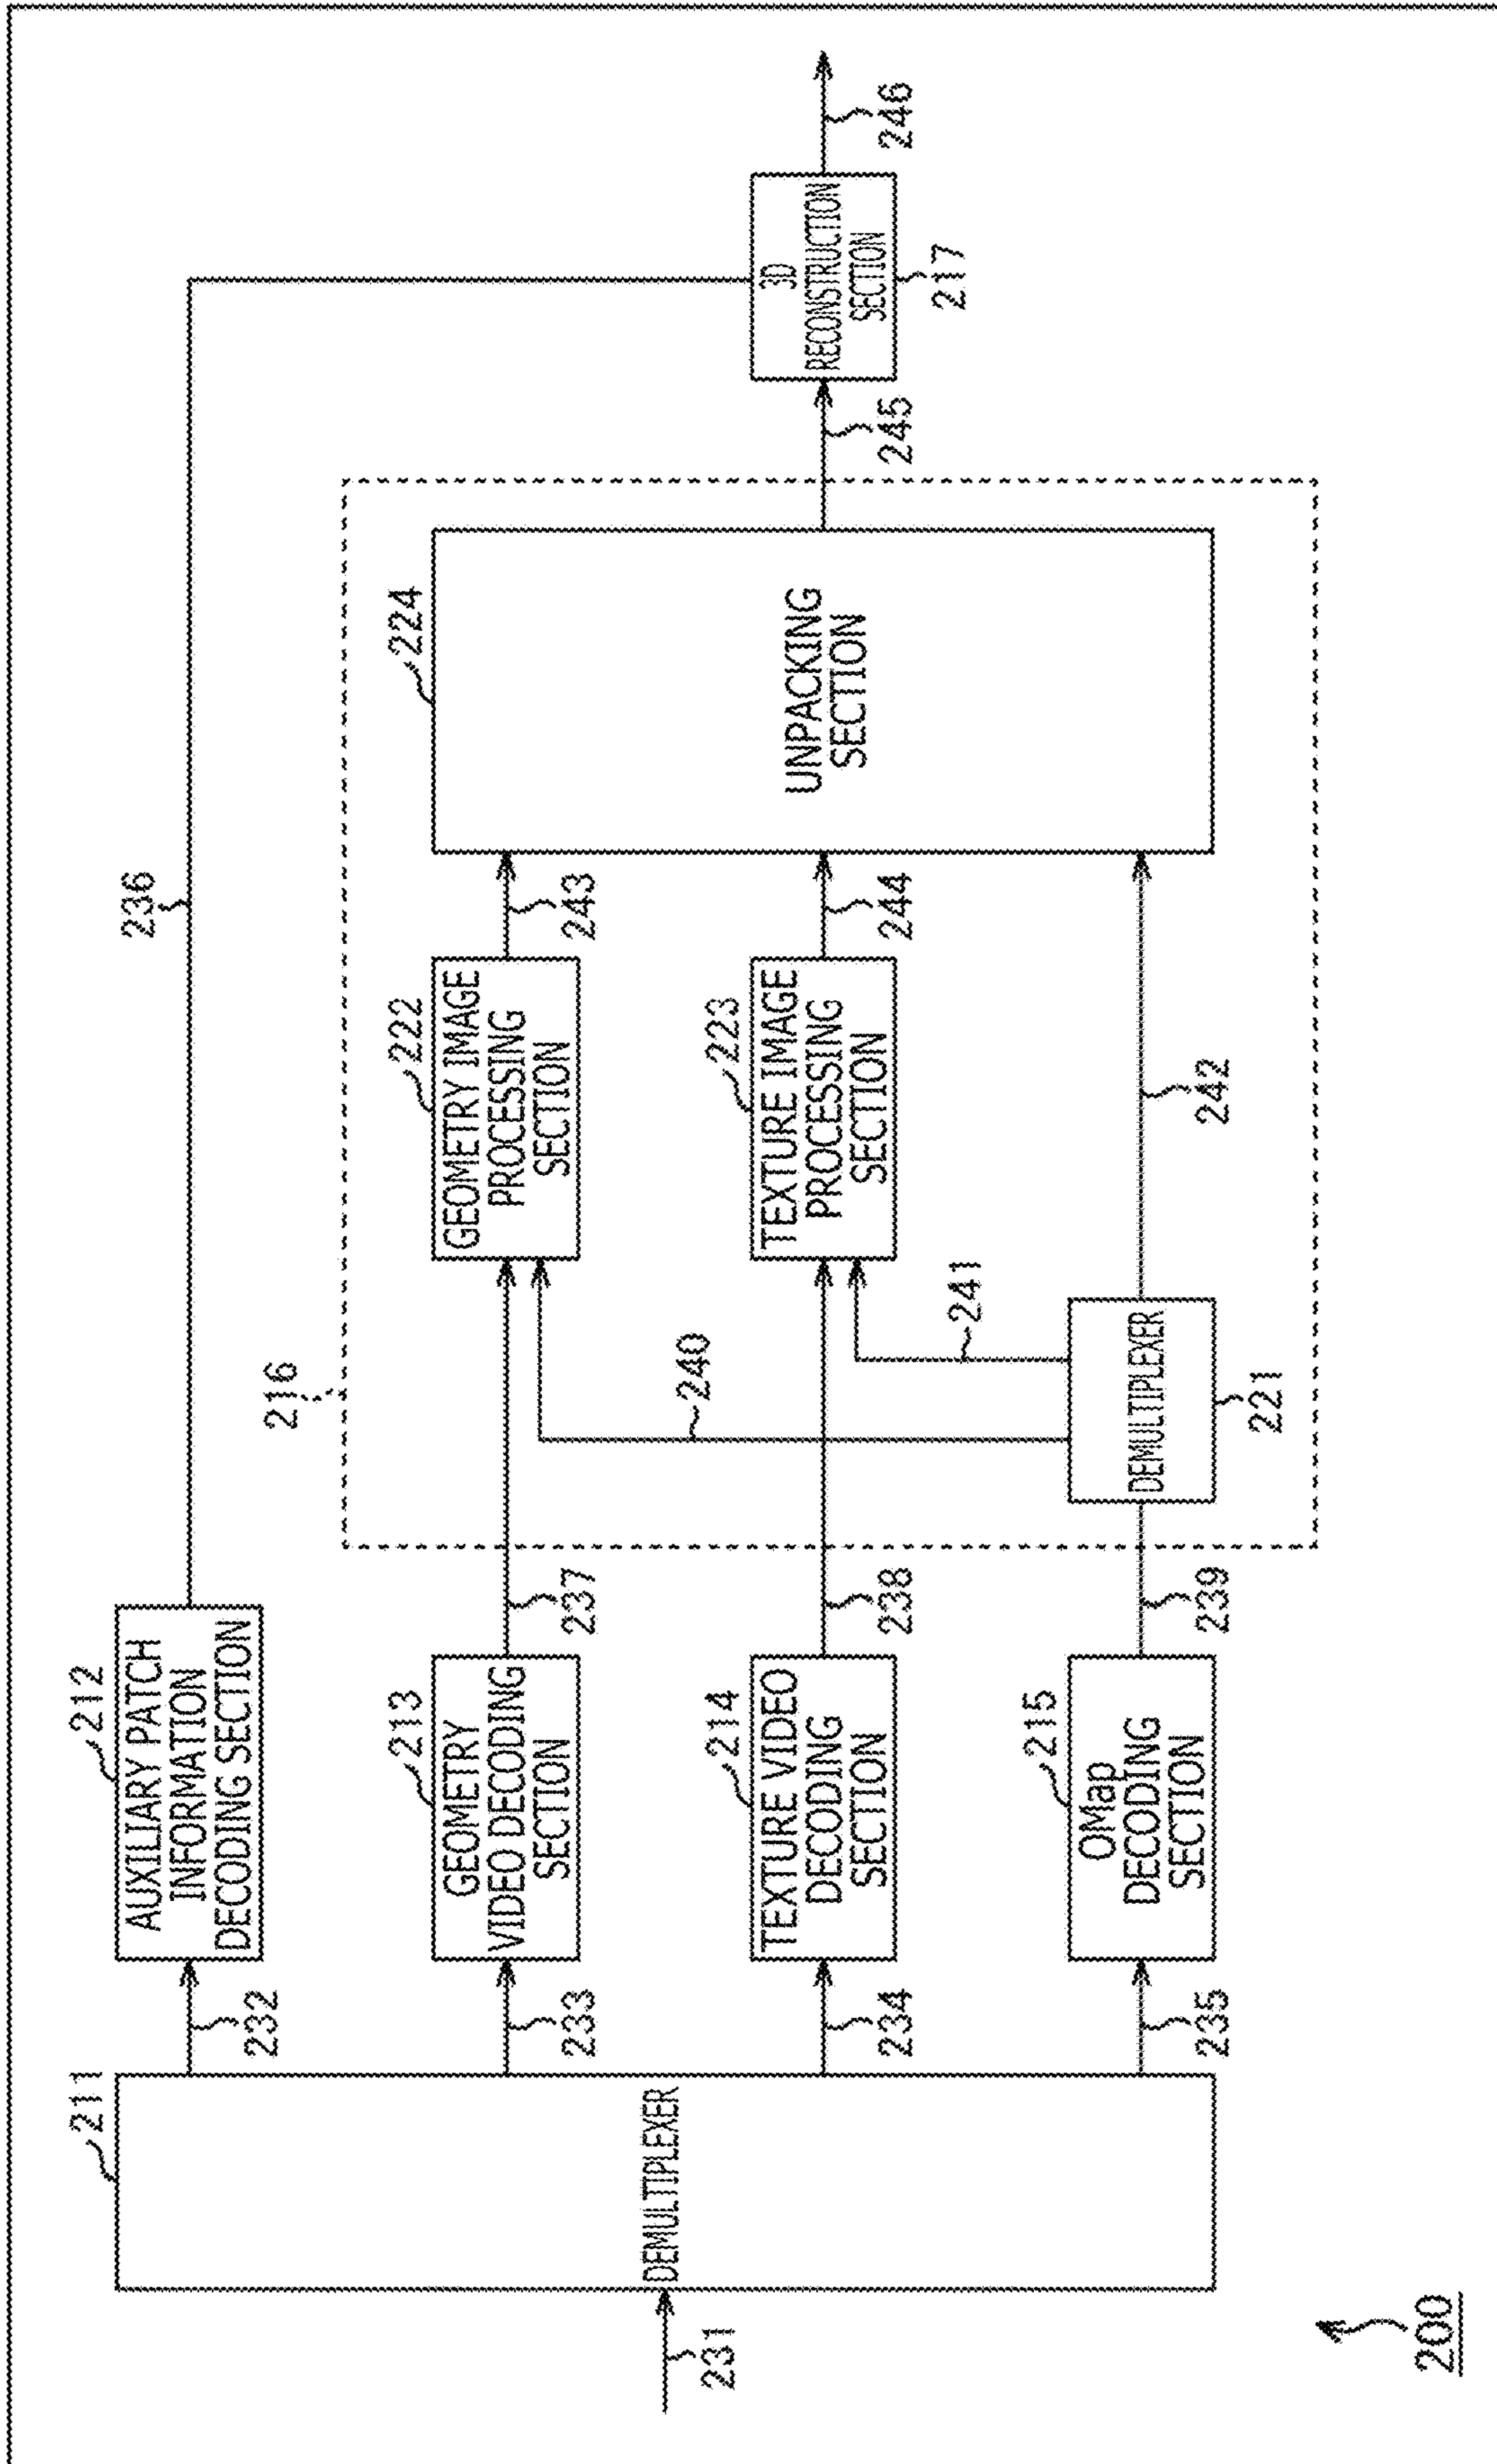 211
DEMULTIPLEXER
231
232
233
234
235
212
AUXILIARY PATCH
INFORMATION
DECODING SECTION
213
GEOMETRY
VIDEO DECODING
SECTION
214
TEXTURE VIDEO
DECODING
SECTION
215
OMap
DECODING
SECTION
236
237
238
239
216
240
241
DEMULTIPLEXER
221
222
GEOMETRY IMAGE
PROCESSING
SECTION
223
TEXTURE IMAGE
PROCESSING
SECTION
242
243
244
224
UNPACKING
SECTION
245
3D
RECONSTRUCTION
SECTION
217
246
200